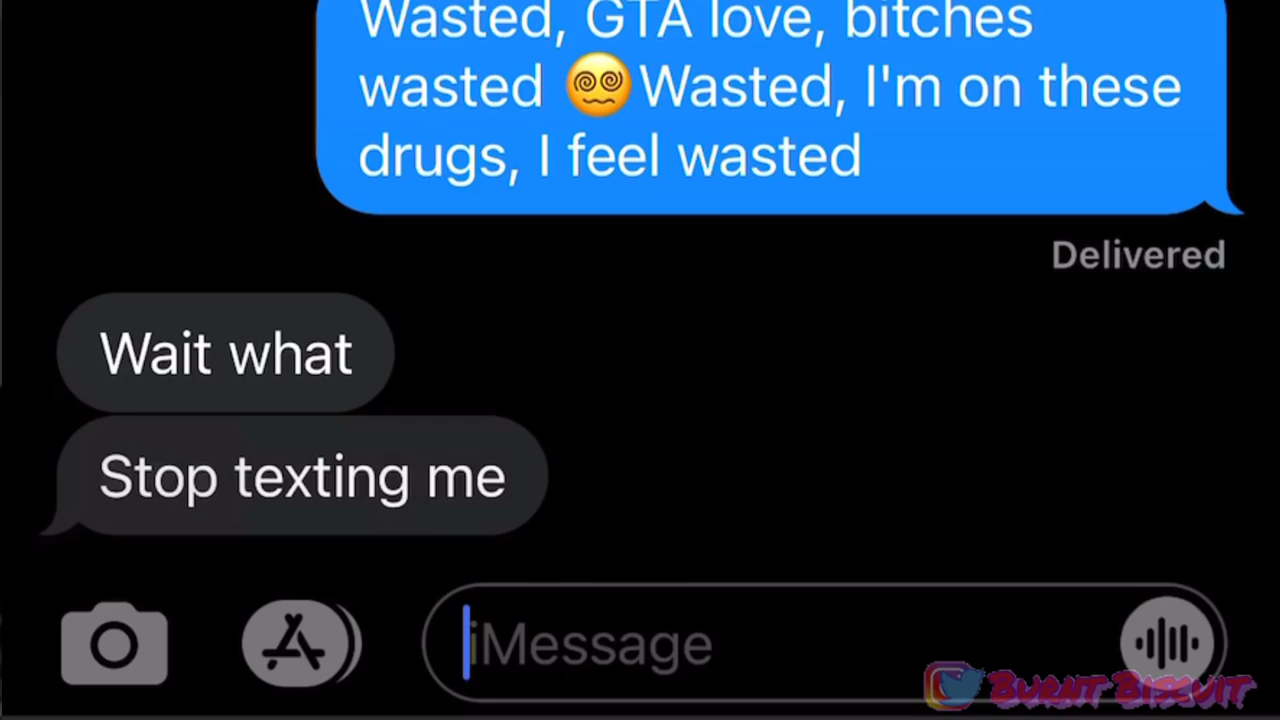 Wasted, GTA love, bitches
wasted 😵‍💫Wasted, I'm on these
drugs, I feel wasted
Delivered
Wait what
Stop texting me
iMessage
BURNT BISCUIT